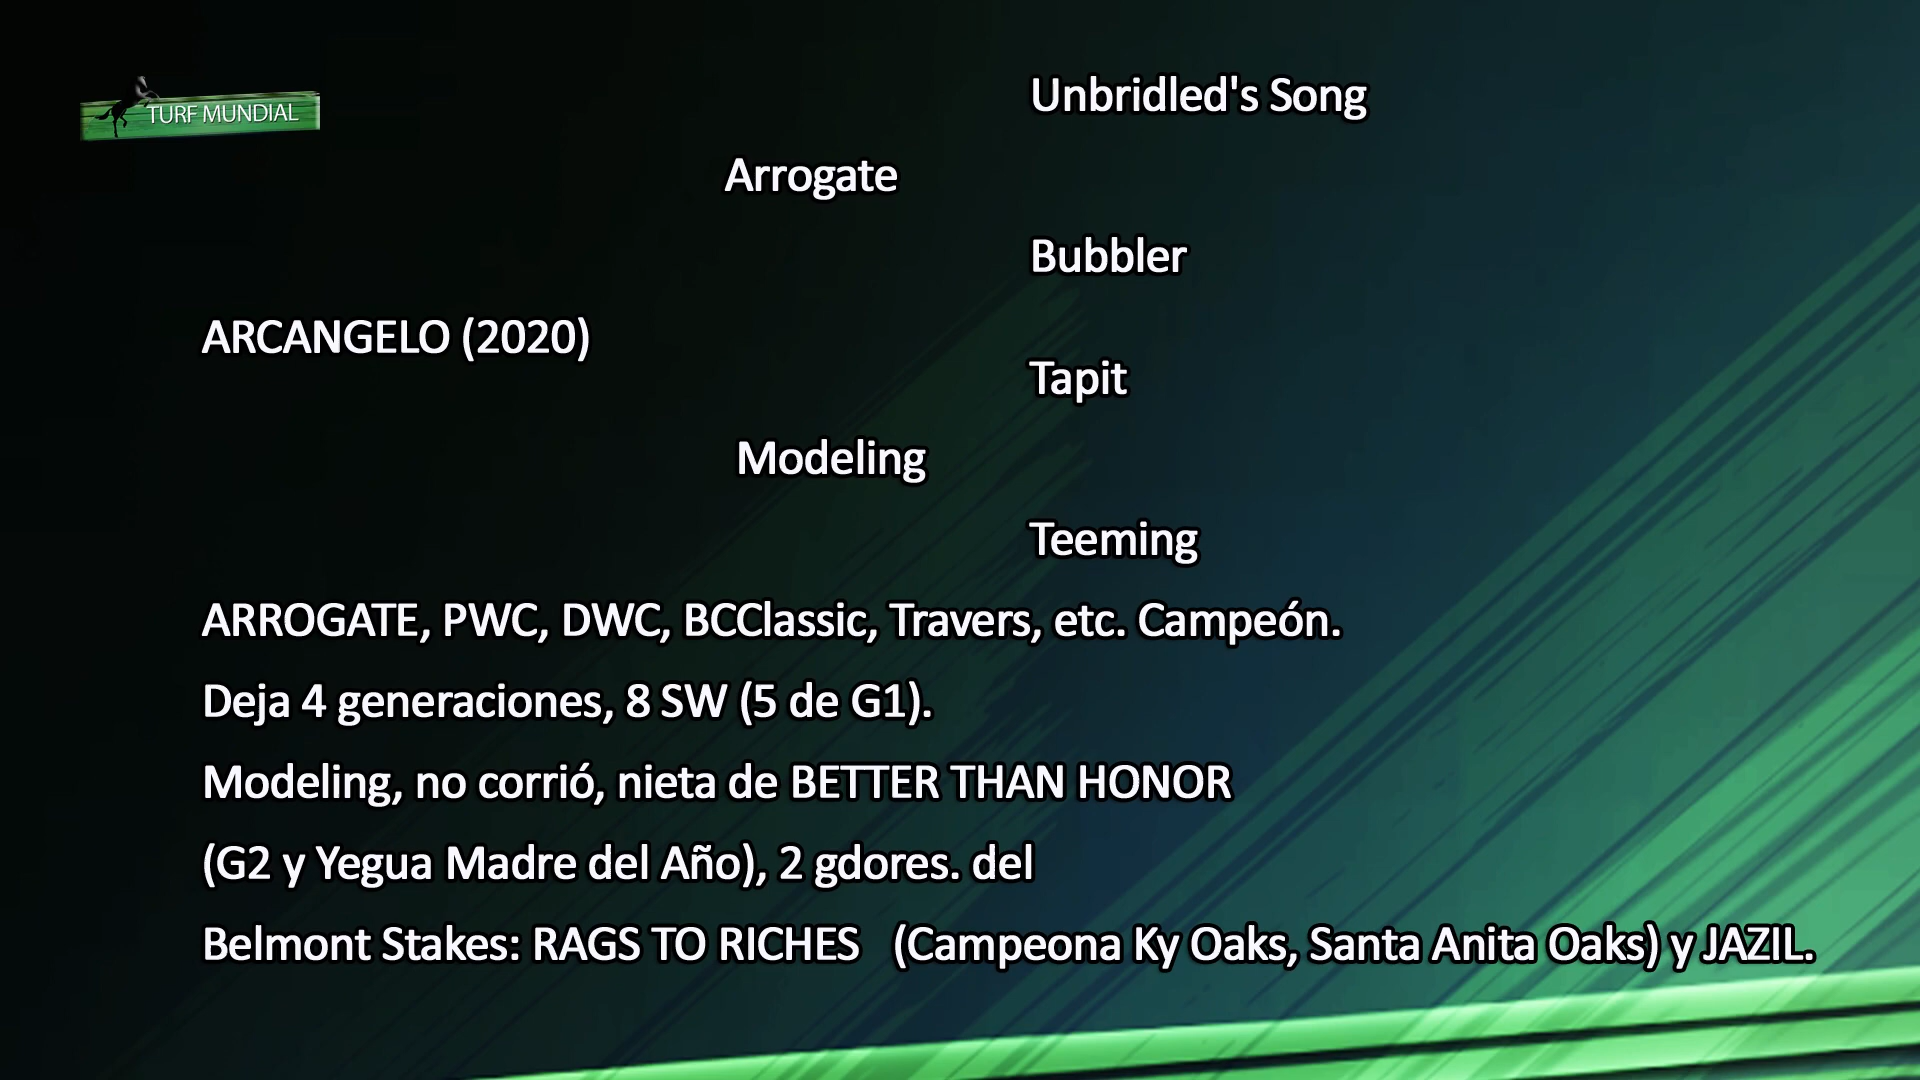 TURF MUNDIAL
Unbridled's Song
Arrogate
Bubbler
ARCANGELO (2020)
Tapit
Modeling
Teeming
ARROGATE, PWC, DWC, BCClassic, Travers, etc. Campeón.
Deja 4 generaciones, 8 SW (5 de G1).
Modeling, no corrió, nieta de BETTER THAN HONOR
(G2 y Yegua Madre del Año), 2 gdores. del
Belmont Stakes: RAGS TO RICHES (Campeona Ky Oaks, Santa Anita Oaks) y JAZIL.